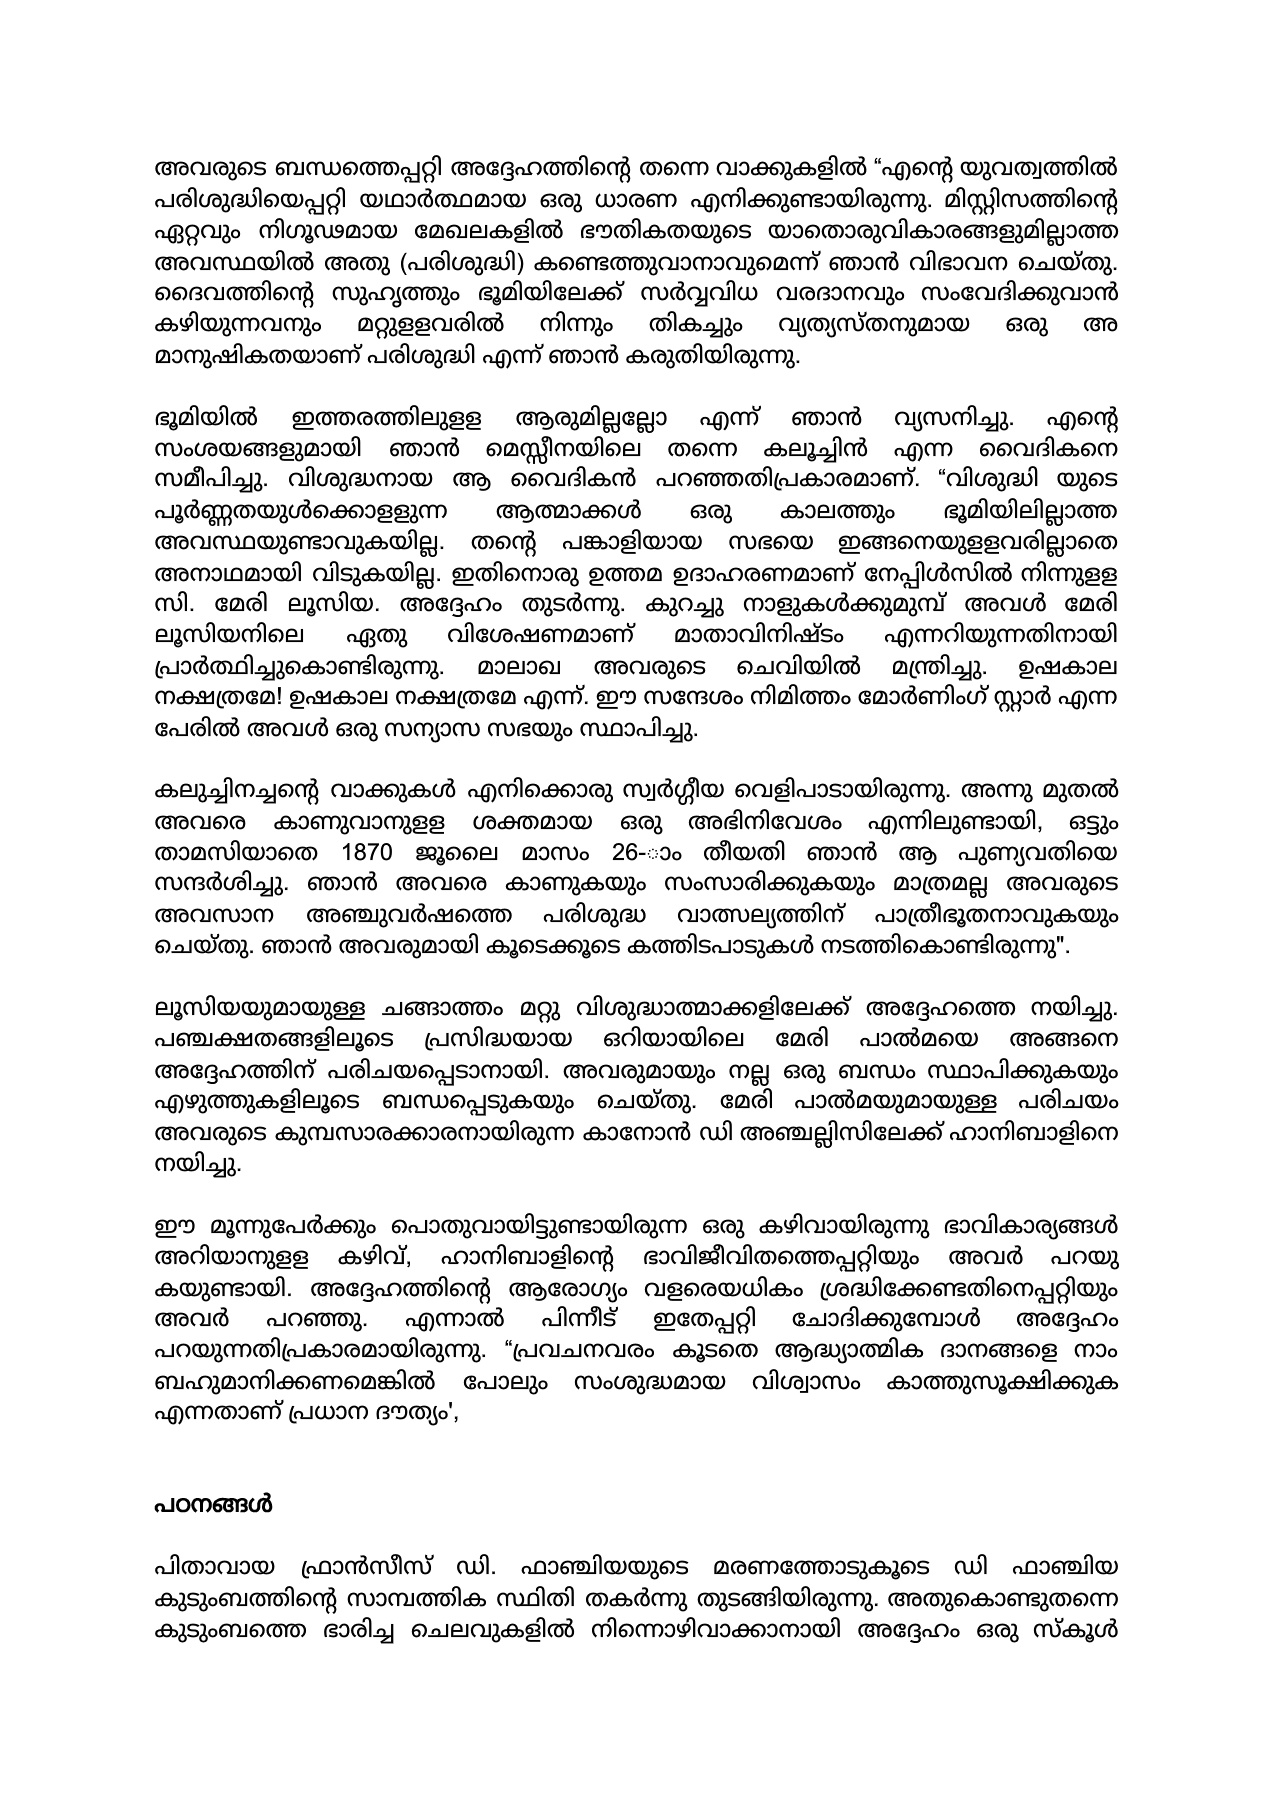 അവരുടെ ബന്ധത്തെപ്പറ്റി അദ്ദേഹത്തിന്റെ തന്നെ വാക്കുകളിൽ “എന്റെ യുവത്വത്തിൽ
പരിശുദ്ധിയെപ്പറ്റി യഥാർത്ഥമായ ഒരു ധാരണ എനിക്കുണ്ടായിരുന്നു. മിസ്റ്റിസത്തിന്റെ
ഏറ്റവും നിഗൂഢമായ മേഖലകളിൽ ഭൗതികതയുടെ യാതൊരുവികാരങ്ങളുമില്ലാത്ത
അവസ്ഥയിൽ അതു (പരിശുദ്ധി) കണ്ടെത്തുവാനാവുമെന്ന് ഞാൻ വിഭാവന ചെയ്തു.
ദൈവത്തിന്റെ സുഹൃത്തും ഭൂമിയിലേക്ക് സർവ്വവിധ വരദാനവും സംവേദിക്കുവാൻ
കഴിയുന്നവനും മറ്റുളളവരിൽ നിന്നും തികച്ചും വ്യത്യസ്തനുമായ ഒരു അ
മാനുഷികതയാണ് പരിശുദ്ധി എന്ന് ഞാൻ കരുതിയിരുന്നു.
ഭൂമിയിൽ ഇത്തരത്തിലുളള ആരുമില്ലല്ലോ എന്ന് ഞാൻ വ്യസനിച്ചു. എന്റെ
സംശയങ്ങളുമായി ഞാൻ മെസ്സീനയിലെ തന്നെ കലൂച്ചിൻ എന്ന വൈദികനെ
സമീപിച്ചു. വിശുദ്ധനായ ആ വൈദികൻ പറഞ്ഞതിപ്രകാരമാണ്. “വിശുദ്ധി യുടെ
പൂർണ്ണതയുൾക്കൊളളുന്ന ആത്മാക്കൾ ഒരു കാലത്തും ഭൂമിയിലില്ലാത്ത
അവസ്ഥയുണ്ടാവുകയില്ല. തന്റെ പങ്കാളിയായ സഭയെ ഇങ്ങനെയുളളവരില്ലാതെ
അനാഥമായി വിടുകയില്ല. ഇതിനൊരു ഉത്തമ ഉദാഹരണമാണ് നേപ്പിൾസിൽ നിന്നുളള
സി. മേരി ലൂസിയ. അദ്ദേഹം തുടർന്നു. കുറച്ചു നാളുകൾക്കുമുമ്പ് അവൾ മേരി
ലൂസിയനിലെ ഏതു വിശേഷണമാണ് മാതാവിനിഷ്ടം എന്നറിയുന്നതിനായി
പ്രാർത്ഥിച്ചുകൊണ്ടിരുന്നു. മാലാഖ അവരുടെ ചെവിയിൽ മന്ത്രിച്ചു. ഉഷകാല
നക്ഷത്രമേ! ഉഷകാല നക്ഷത്രമേ എന്ന്. ഈ സന്ദേശം നിമിത്തം മോർണിംഗ് സ്റ്റാർ എന്ന
പേരിൽ അവൾ ഒരു സന്യാസ സഭയും സ്ഥാപിച്ചു.
കലുച്ചിനച്ചന്റെ വാക്കുകൾ എനിക്കൊരു സ്വർഗ്ഗീയ വെളിപാടായിരുന്നു. അന്നു മുതൽ
അവരെ കാണുവാനുളള ശക്തമായ ഒരു അഭിനിവേശം എന്നിലുണ്ടായി, ഒട്ടും
താമസിയാതെ 1870 ജൂലൈ മാസം 26-ാം തീയതി ഞാൻ ആ പുണ്യവതിയെ
സന്ദർശിച്ചു. ഞാൻ അവരെ കാണുകയും സംസാരിക്കുകയും മാത്രമല്ല അവരുടെ
അവസാന അഞ്ചുവർഷത്തെ പരിശുദ്ധ വാത്സല്യത്തിന് പാത്രീഭൂതനാവുകയും
ചെയ്തു. ഞാൻ അവരുമായി കൂടെക്കൂടെ കത്തിടപാടുകൾ നടത്തികൊണ്ടിരുന്നു".
ലൂസിയയുമായുള്ള ചങ്ങാത്തം മറ്റു വിശുദ്ധാത്മാക്കളിലേക്ക് അദ്ദേഹത്തെ നയിച്ചു.
പഞ്ചക്ഷതങ്ങളിലൂടെ പ്രസിദ്ധയായ ഒറിയായിലെ മേരി പാൽമയെ അങ്ങനെ
അദ്ദേഹത്തിന് പരിചയപ്പെടാനായി. അവരുമായും നല്ല ഒരു ബന്ധം സ്ഥാപിക്കുകയും
എഴുത്തുകളിലൂടെ ബന്ധപ്പെടുകയും ചെയ്തു. മേരി പാൽമയുമായുള്ള പരിചയം
അവരുടെ കുമ്പസാരക്കാരനായിരുന്ന കാനോൻ ഡി അഞ്ചല്ലിസിലേക്ക് ഹാനിബാളിനെ
നയിച്ചു.
ഈ മൂന്നുപേർക്കും പൊതുവായിട്ടുണ്ടായിരുന്ന ഒരു കഴിവായിരുന്നു ഭാവികാര്യങ്ങൾ
അറിയാനുളള കഴിവ്, ഹാനിബാളിന്റെ ഭാവിജീവിതത്തെപ്പറ്റിയും അവർ പറയു
കയുണ്ടായി. അദ്ദേഹത്തിന്റെ ആരോഗ്യം വളരെയധികം ശ്രദ്ധിക്കേണ്ടതിനെപ്പറ്റിയും
അവർ പറഞ്ഞു. എന്നാൽ പിന്നീട് ഇതേപ്പറ്റി ചോദിക്കുമ്പോൾ അദ്ദേഹം
പറയുന്നതിപ്രകാരമായിരുന്നു. “പ്രവചനവരം കൂടതെ ആദ്ധ്യാത്മിക ദാനങ്ങളെ നാം
ബഹുമാനിക്കണമെങ്കിൽ പോലും സംശുദ്ധമായ വിശ്വാസം കാത്തുസൂക്ഷിക്കുക
എന്നതാണ് പ്രധാന ദൗത്യം',
പഠനങ്ങൾ
പിതാവായ ഫ്രാൻസീസ് ഡി. ഫാഞ്ചിയയുടെ മരണത്തോടുകൂടെ ഡി ഫാഞ്ചിയ
കുടുംബത്തിന്റെ സാമ്പത്തിക സ്ഥിതി തകർന്നു തുടങ്ങിയിരുന്നു. അതുകൊണ്ടുതന്നെ
കുടുംബത്തെ ഭാരിച്ച ചെലവുകളിൽ നിന്നൊഴിവാക്കാനായി അദ്ദേഹം ഒരു സ്കൂൾ